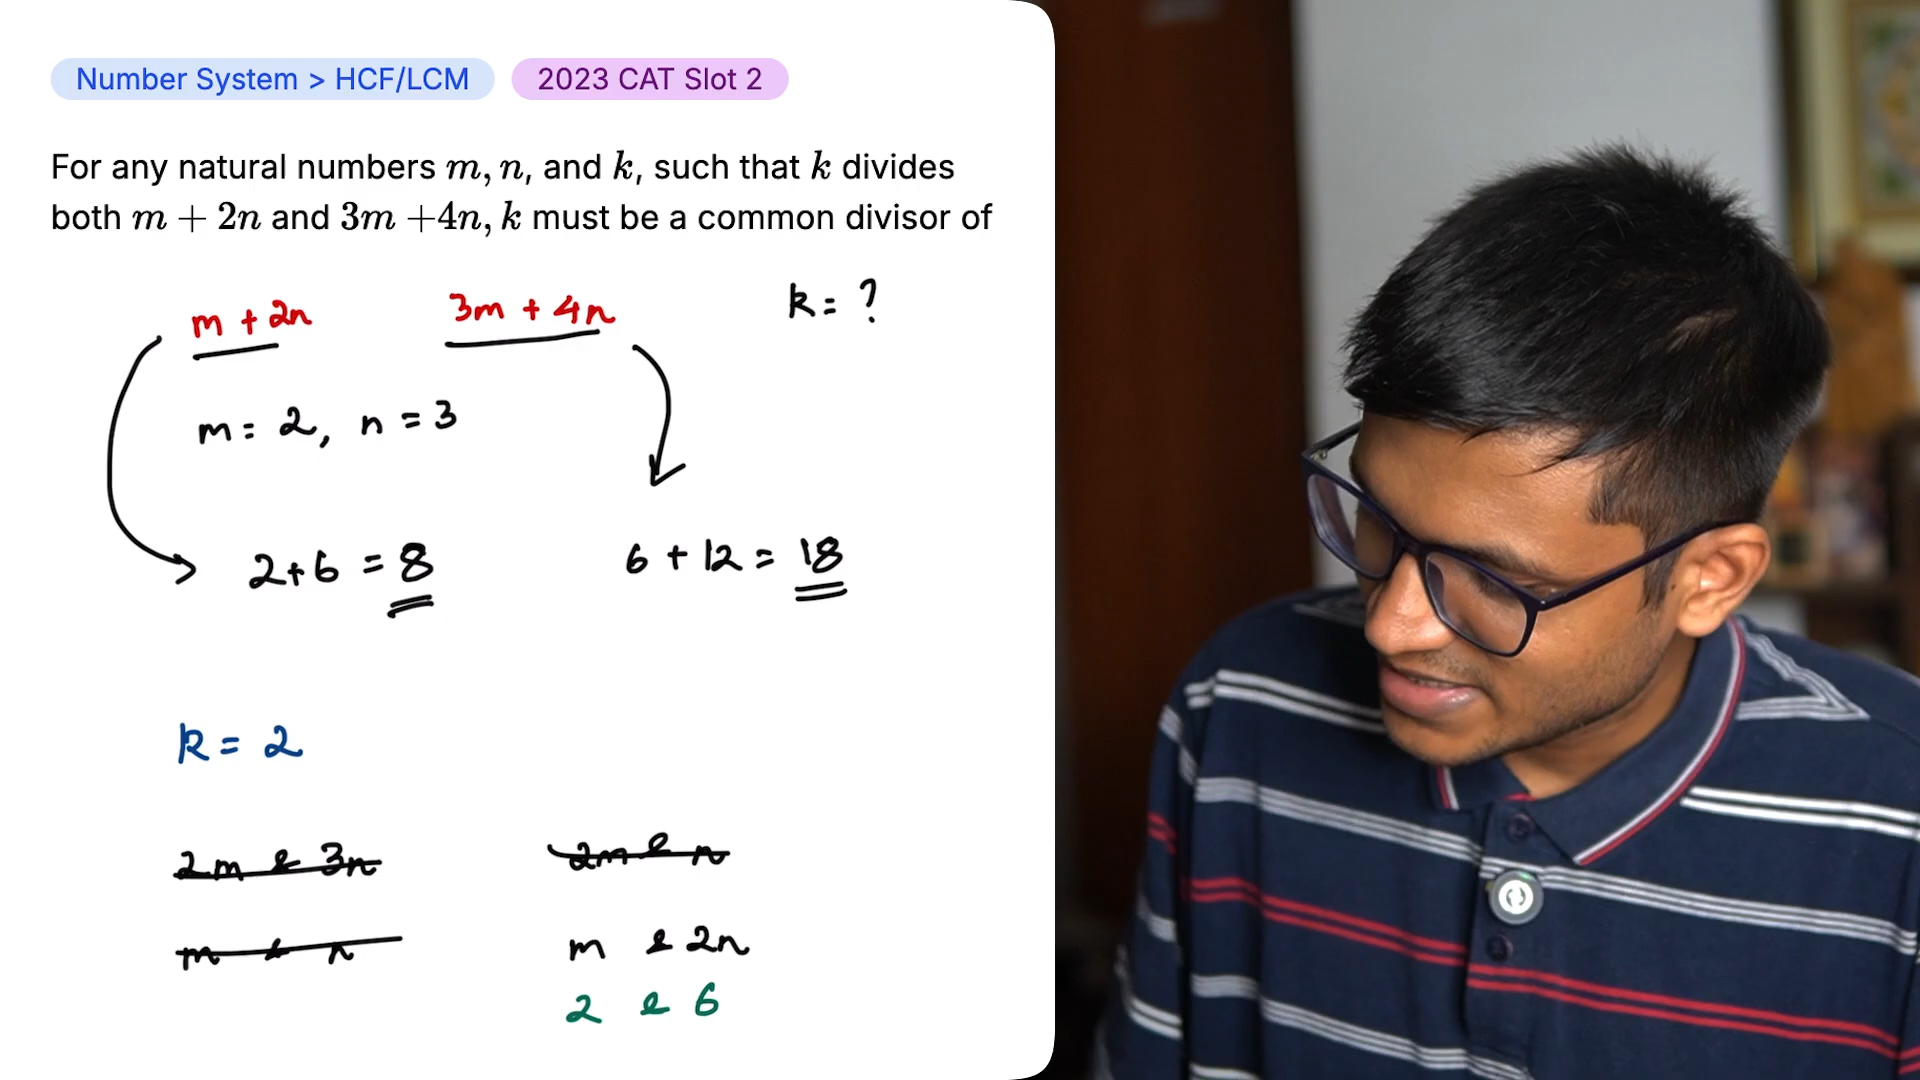 Number System > HCF/LCM 2023 CAT Slot 2
For any natural numbers m, n, and k, such that k divides
both m + 2n and 3m +4n, k must be a common divisor of
m + 2n 3m + 4n k = ?
m = 2, n = 3
2+6 = 8 6 + 12 = 18
k = 2
2m & 3n 2m & n
m & n m & 2n
2 & 6